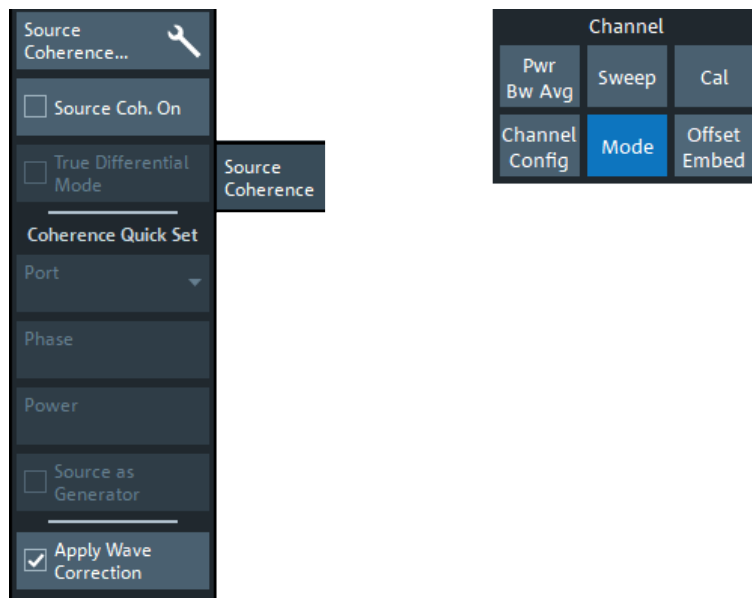 Source
Coherence...
Source Coh. On
True Differential
Mode
Source
Coherence
Coherence Quick Set
Port
Phase
Power
Source as
Generator
Apply Wave
Correction
Channel
Pwr
Bw Avg
Sweep
Cal
Channel
Config
Mode
Offset
Embed